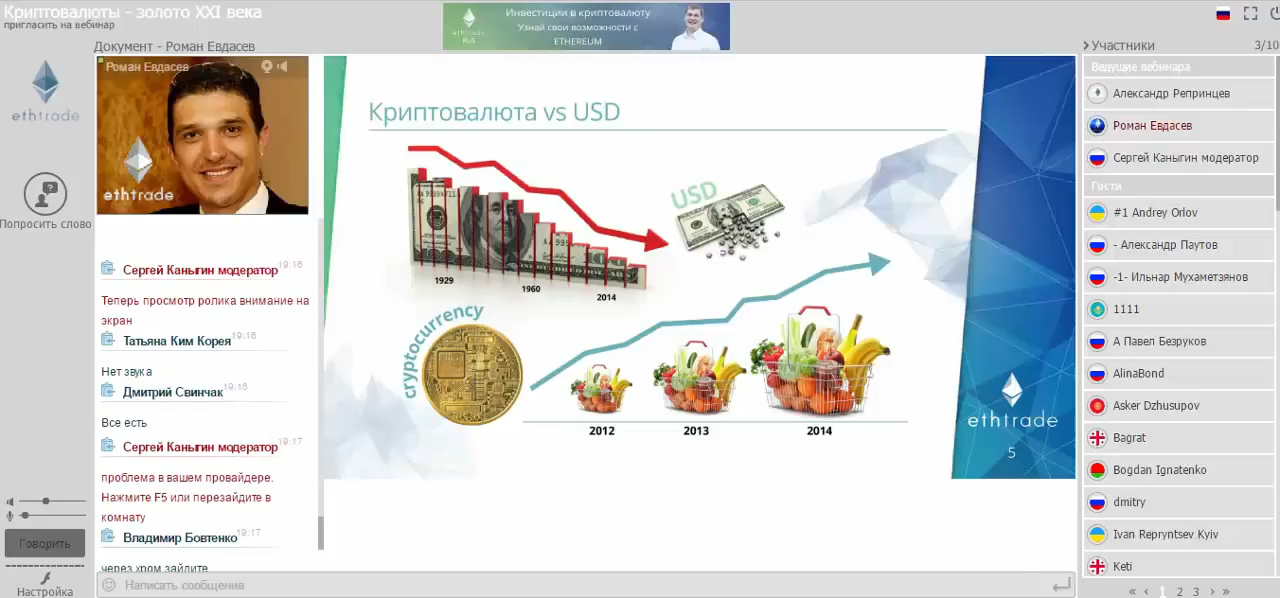 Криптовалюты - золото XXI века
пригласить на вебинар
ethtrade
RUS
Инвестиции в криптовалюту
Узнай свои возможности с
ETHEREUM
Документ - Роман Евдасев
Участники
3/10
ethtrade
Попросить слово
Говорить
Настройка
Роман Евдасев
ethtrade
Сергей Каныгин модератор 19:16
Теперь просмотр ролика внимание на
экран
Татьяна Ким Корея 19:16
Нет звука
Дмитрий Свинчак 19:16
Все есть
Сергей Каныгин модератор 19:17
проблема в вашем провайдере.
Нажмите F5 или перезайдите в
комнату
Владимир Бовтенко 19:17
через хром зайдите
Написать сообщение
Криптовалюта vs USD
USD
1929
1960
2014
cryptocurrency
2012
2013
2014
ethtrade
5
Ведущие вебинара
Александр Репринцев
Роман Евдасев
Сергей Каныгин модератор
Гости
#1 Andrey Orlov
- Александр Паутов
-1- Ильнар Мухаметзянов
1111
А Павел Безруков
AlinaBond
Asker Dzhusupov
Bagrat
Bogdan Ignatenko
dmitry
Ivan Repryntsev Kyiv
Keti
« ‹ 1 2 3 › »